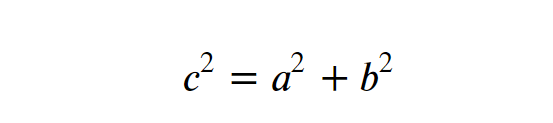 c² = a² + b²